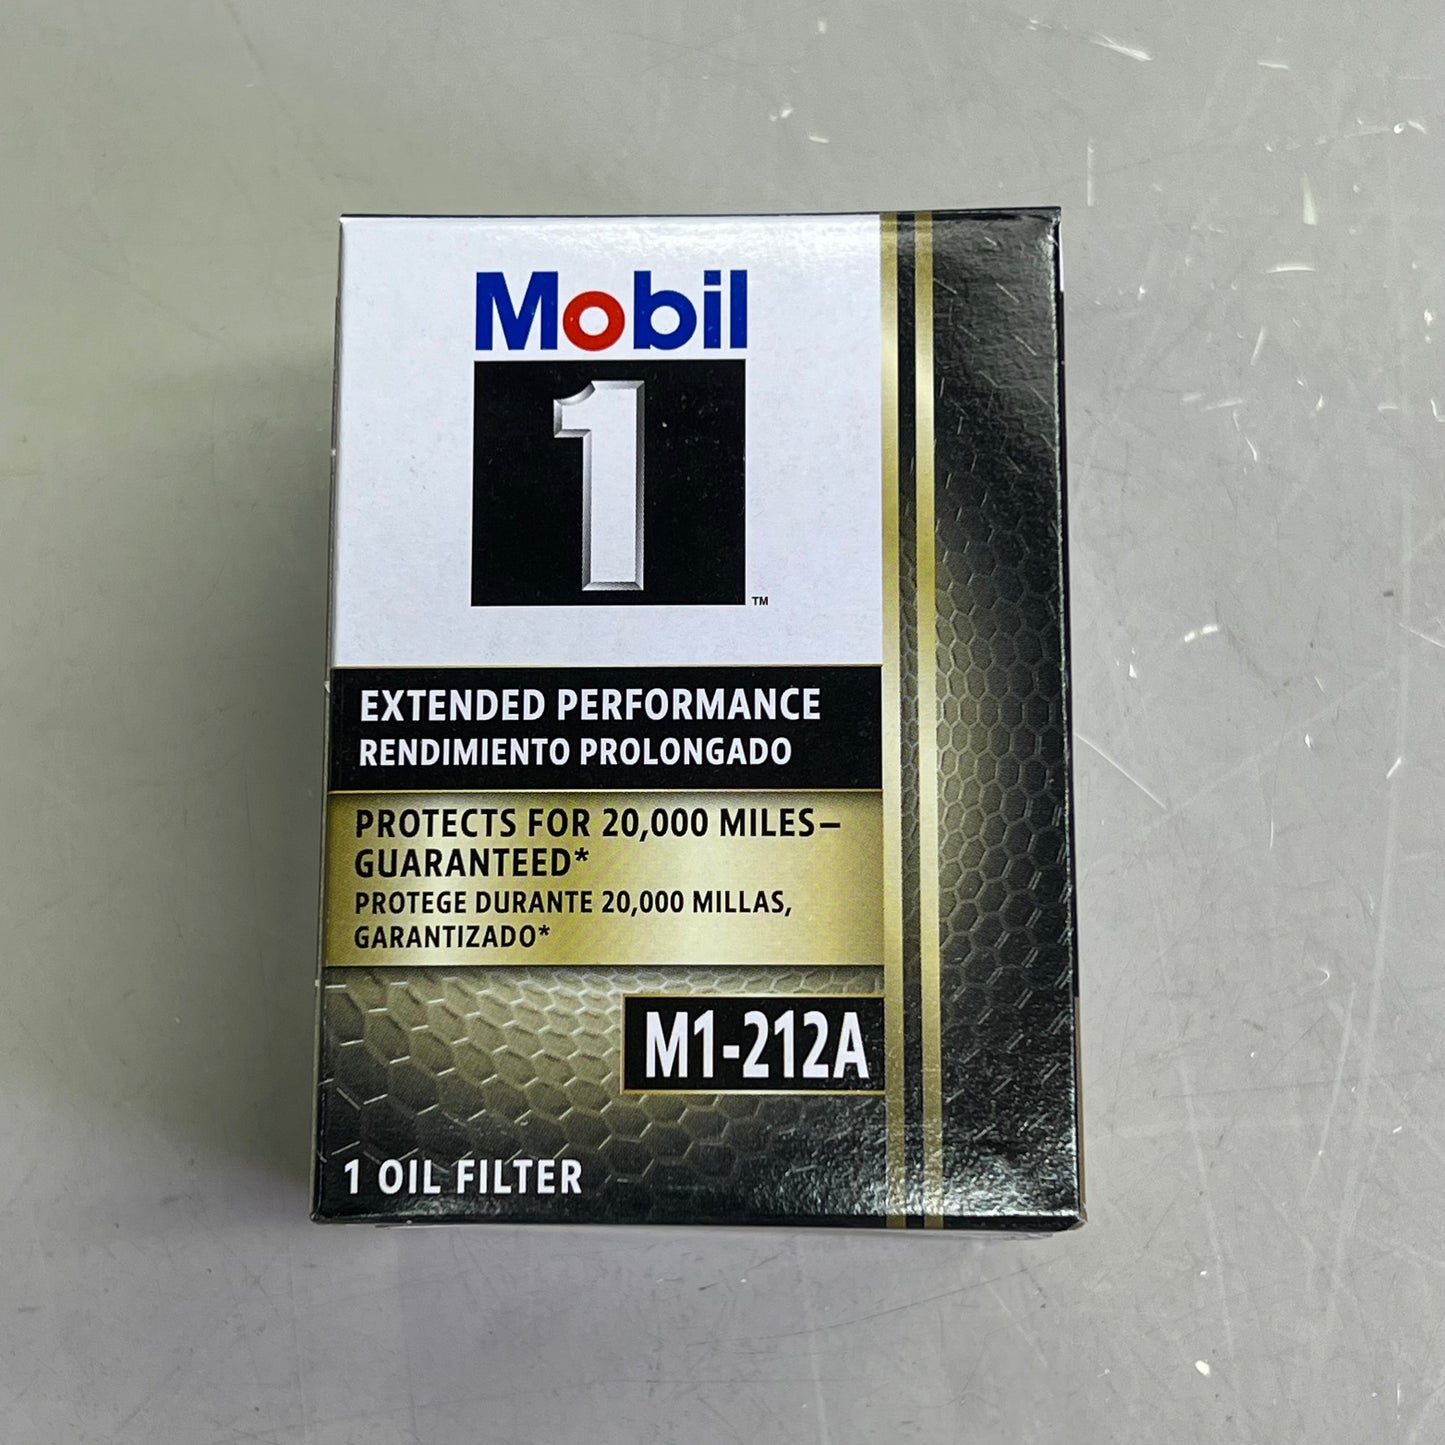 Mobil
1
™
EXTENDED PERFORMANCE
RENDIMIENTO PROLONGADO
PROTECTS FOR 20,000 MILES–
GUARANTEED*
PROTEGE DURANTE 20,000 MILLAS,
GARANTIZADO*
M1-212A
1 OIL FILTER